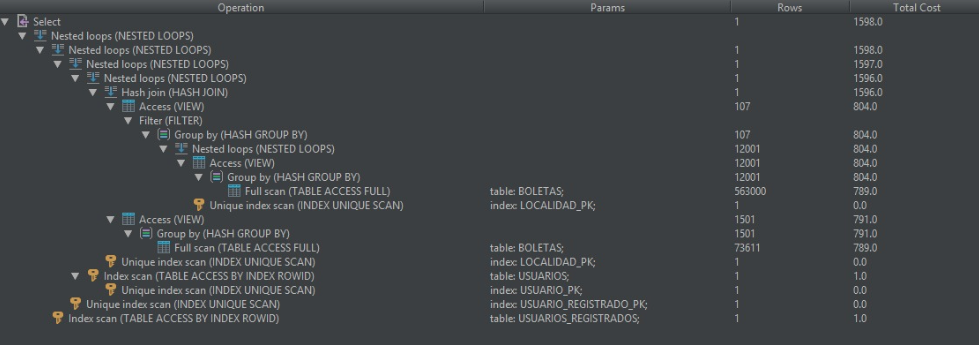 Operation Params Rows Total Cost
Select 1 1598.0
Nested loops (NESTED LOOPS)
Nested loops (NESTED LOOPS) 1 1598.0
Nested loops (NESTED LOOPS) 1 1597.0
Nested loops (NESTED LOOPS) 1 1596.0
Hash join (HASH JOIN) 1 1596.0
Access (VIEW) 107 804.0
Filter (FILTER)
Group by (HASH GROUP BY) 107 804.0
Nested loops (NESTED LOOPS) 12001 804.0
Access (VIEW) 12001 804.0
Group by (HASH GROUP BY) 12001 804.0
Full scan (TABLE ACCESS FULL) table: BOLETAS; 563000 789.0
Unique index scan (INDEX UNIQUE SCAN) index: LOCALIDAD_PK; 1 0.0
Access (VIEW) 1501 791.0
Group by (HASH GROUP BY) 1501 791.0
Full scan (TABLE ACCESS FULL) table: BOLETAS; 73611 789.0
Unique index scan (INDEX UNIQUE SCAN) index: LOCALIDAD_PK; 1 0.0
Index scan (TABLE ACCESS BY INDEX ROWID) table: USUARIOS; 1 1.0
Unique index scan (INDEX UNIQUE SCAN) index: USUARIO_PK; 1 0.0
Unique index scan (INDEX UNIQUE SCAN) index: USUARIO_REGISTRADO_PK; 1 0.0
Index scan (TABLE ACCESS BY INDEX ROWID) table: USUARIOS_REGISTRADOS; 1 1.0